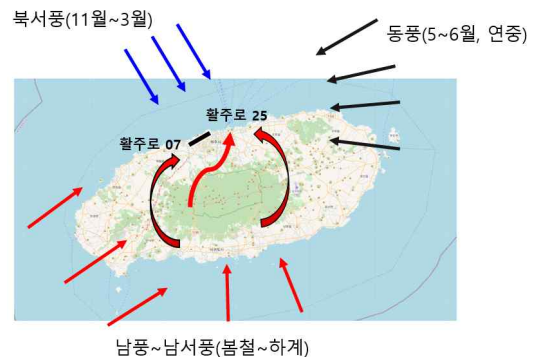 북서풍(11월~3월)
동풍(5~6월, 연중)
활주로 25
활주로 07
남풍~남서풍(봄철~하계)